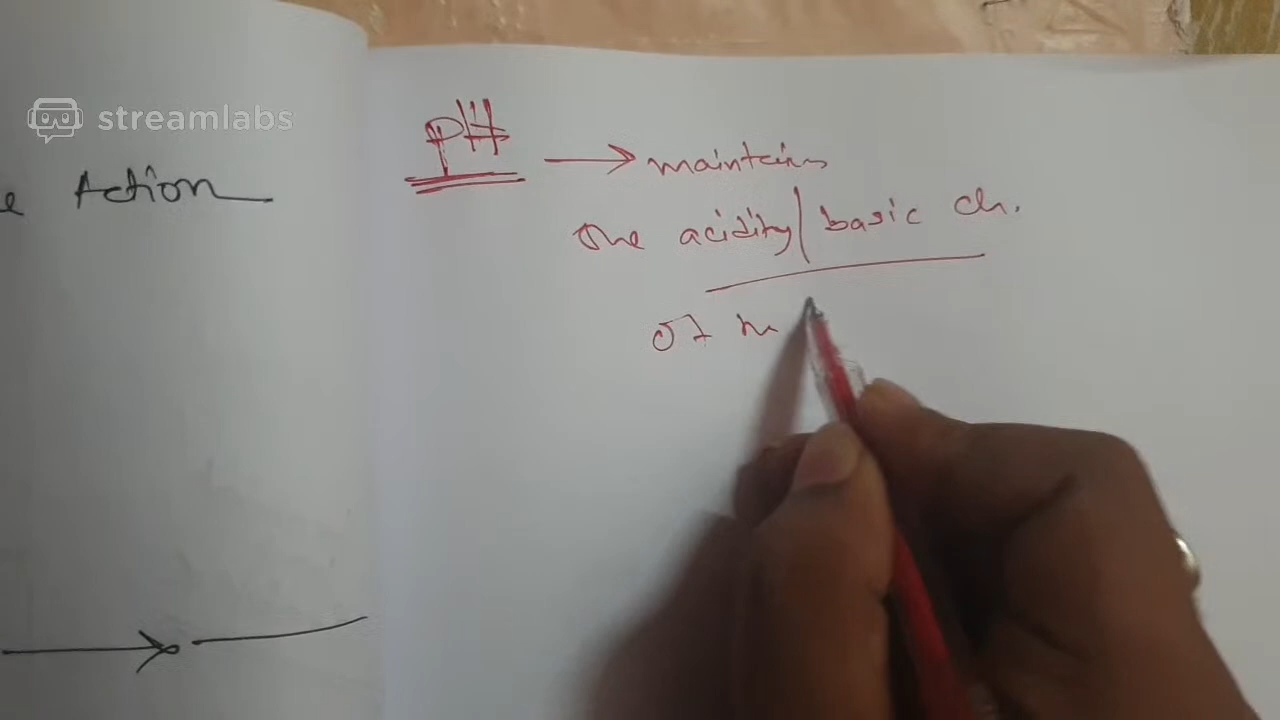 streamlabs
e Action
pH → maintains
the acidity/basic ch.
of